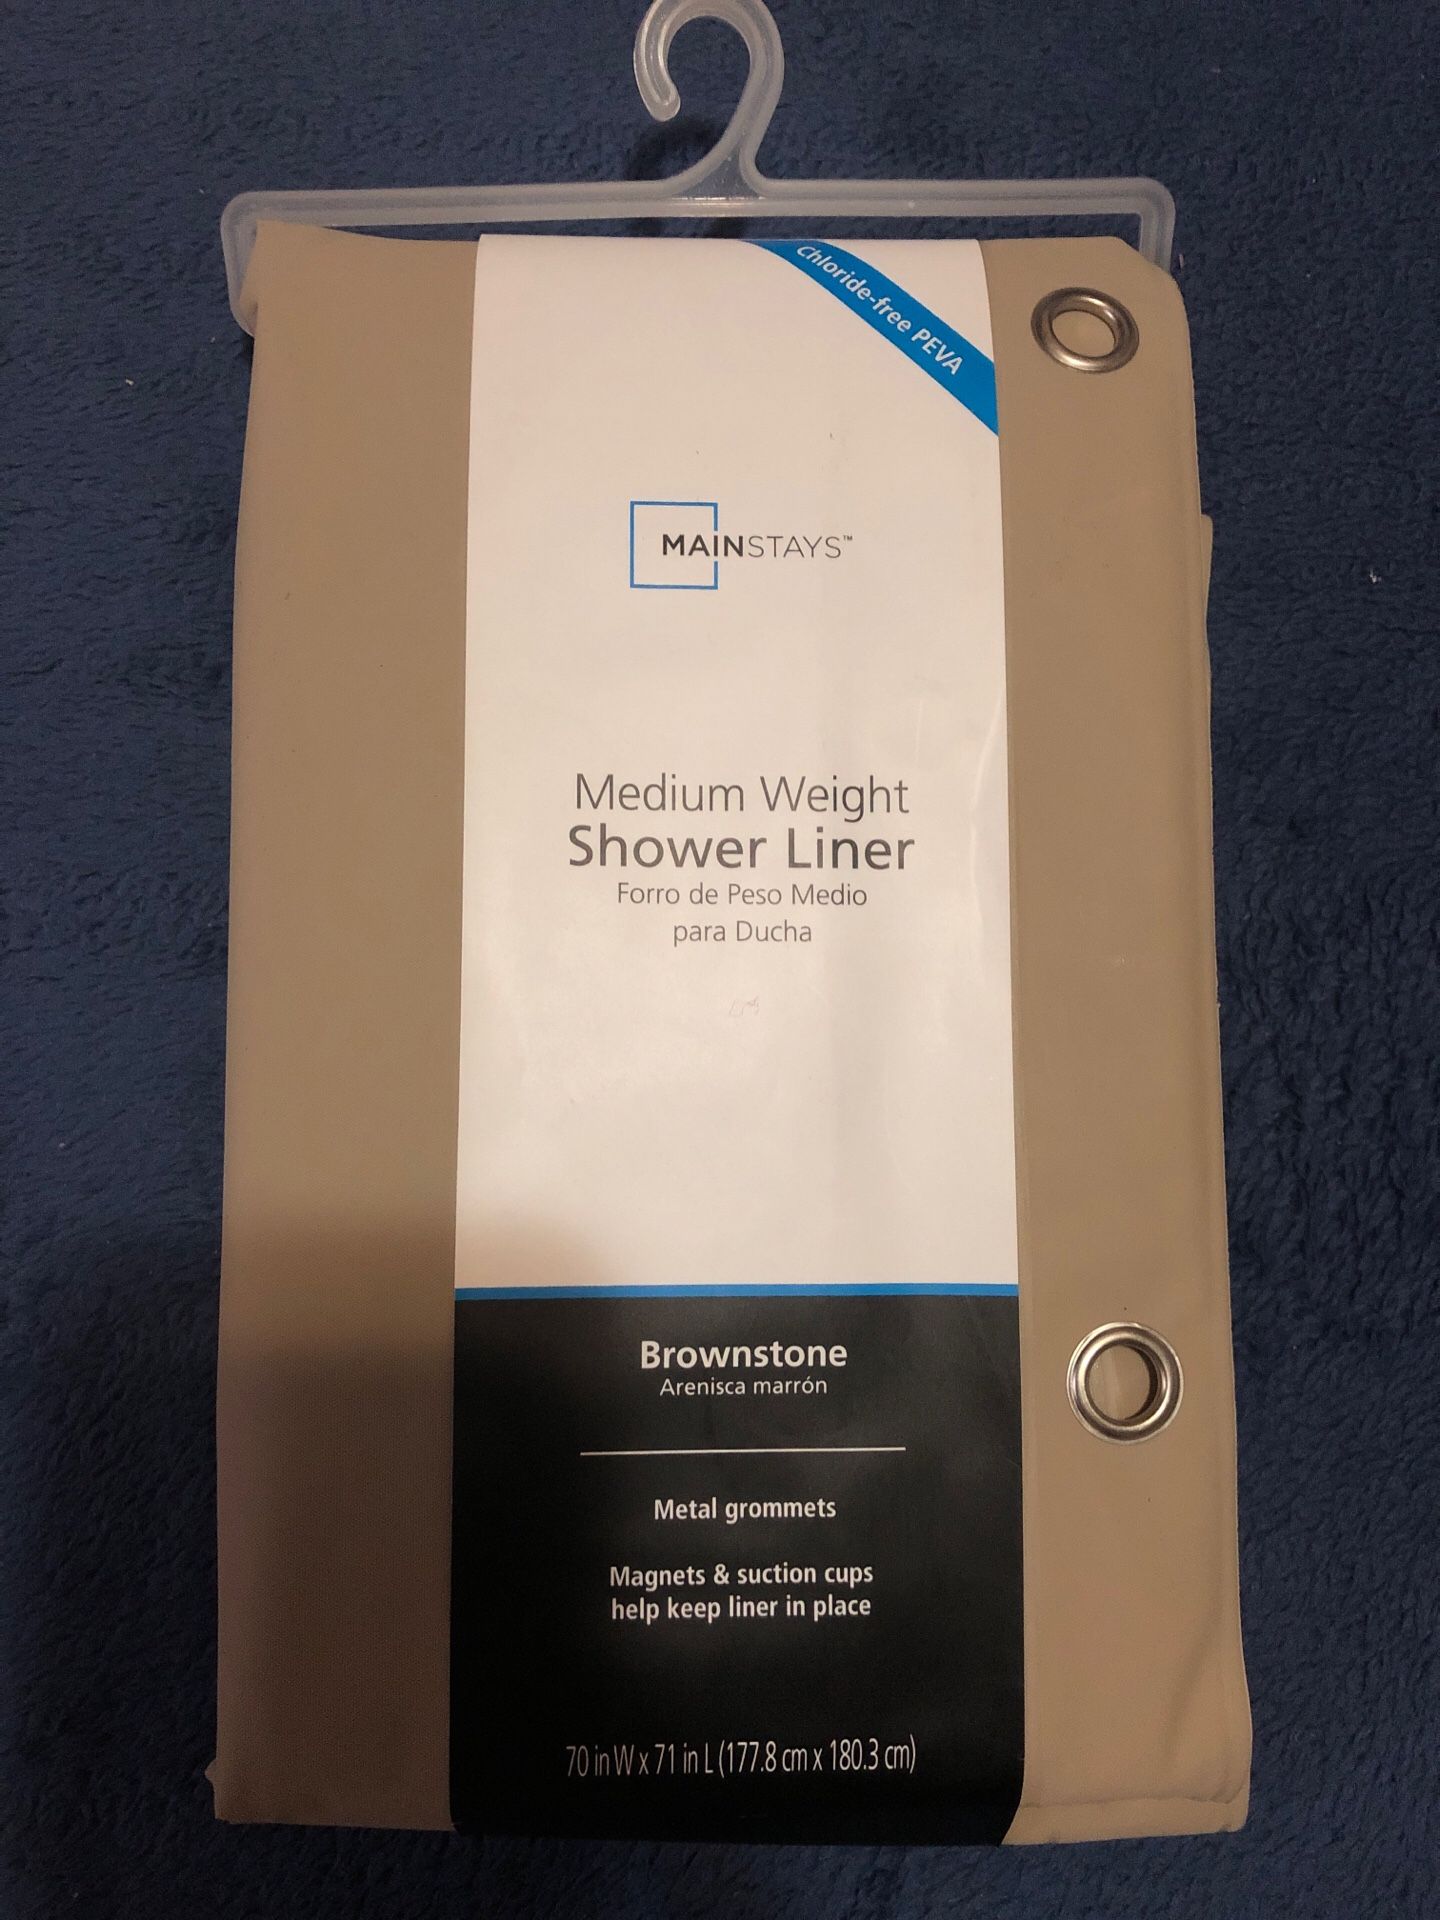 Chloride-free PEVA
MAINSTAYS™
Medium Weight
Shower Liner
Forro de Peso Medio
para Ducha
Brownstone
Arenisca marrón
Metal grommets
Magnets & suction cups
help keep liner in place
70 in W x 71 in L (177.8 cm x 180.3 cm)